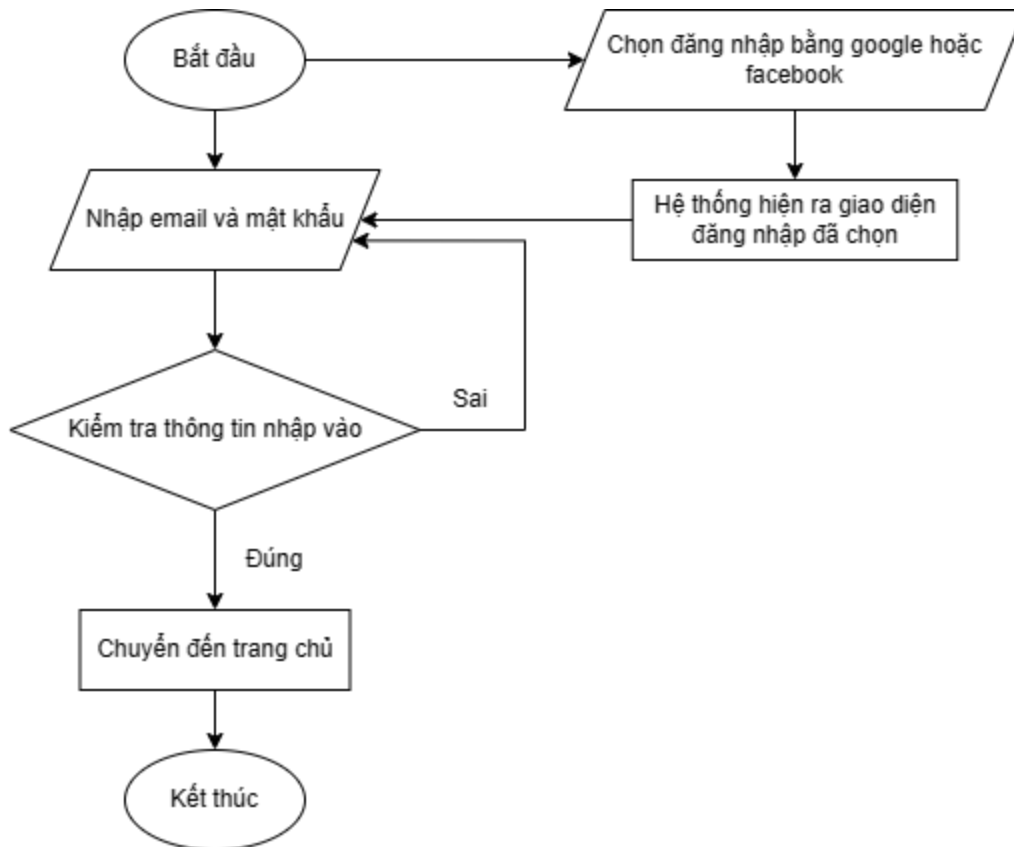 Bắt đầu
Chọn đăng nhập bằng google hoặc
facebook
Nhập email và mật khẩu
Hệ thống hiện ra giao diện
đăng nhập đã chọn
Sai
Kiểm tra thông tin nhập vào
Đúng
Chuyển đến trang chủ
Kết thúc